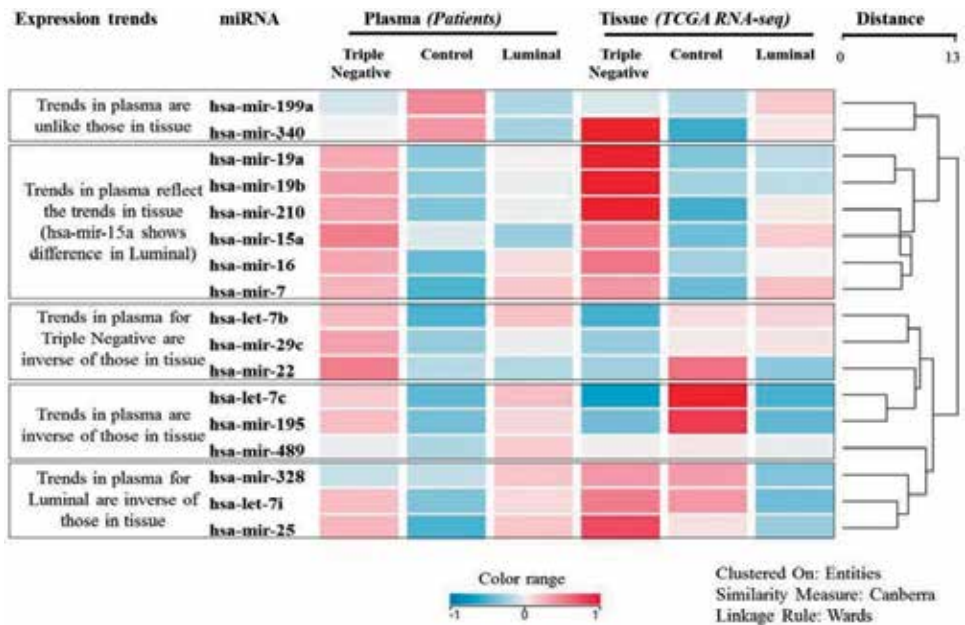 Expression trends miRNA Plasma (Patients) Tissue (TCGA RNA-seq) Distance
Triple Negative Control Luminal Triple Negative Control Luminal 0 13
Trends in plasma are
unlike those in tissue
hsa-mir-199a
hsa-mir-340
Trends in plasma reflect
the trends in tissue
(hsa-mir-15a shows
difference in Luminal)
hsa-mir-19a
hsa-mir-19b
hsa-mir-210
hsa-mir-15a
hsa-mir-16
hsa-mir-7
Trends in plasma for
Triple Negative are
inverse of those in tissue
hsa-let-7b
hsa-mir-29c
hsa-mir-22
Trends in plasma are
inverse of those in tissue
hsa-let-7c
hsa-mir-195
hsa-mir-489
Trends in plasma for
Luminal are inverse of
those in tissue
hsa-mir-328
hsa-let-7i
hsa-mir-25
Color range
-1 0 1
Clustered On: Entities
Similarity Measure: Canberra
Linkage Rule: Wards